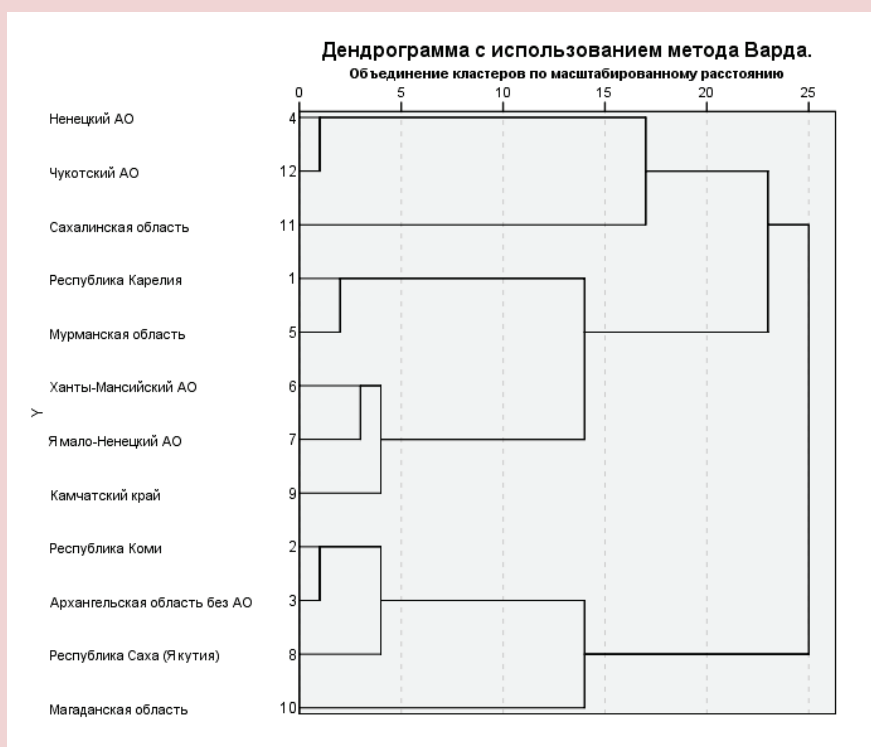 Дендрограмма с использованием метода Варда.
Объединение кластеров по масштабированному расстоянию
0 5 10 15 20 25
Ненецкий АО 4
Чукотский АО 12
Сахалинская область 11
Республика Карелия 1
Мурманская область 5
Ханты-Мансийский АО 6
Y
Ямало-Ненецкий АО 7
Камчатский край 9
Республика Коми 2
Архангельская область без АО 3
Республика Саха (Якутия) 8
Магаданская область 10